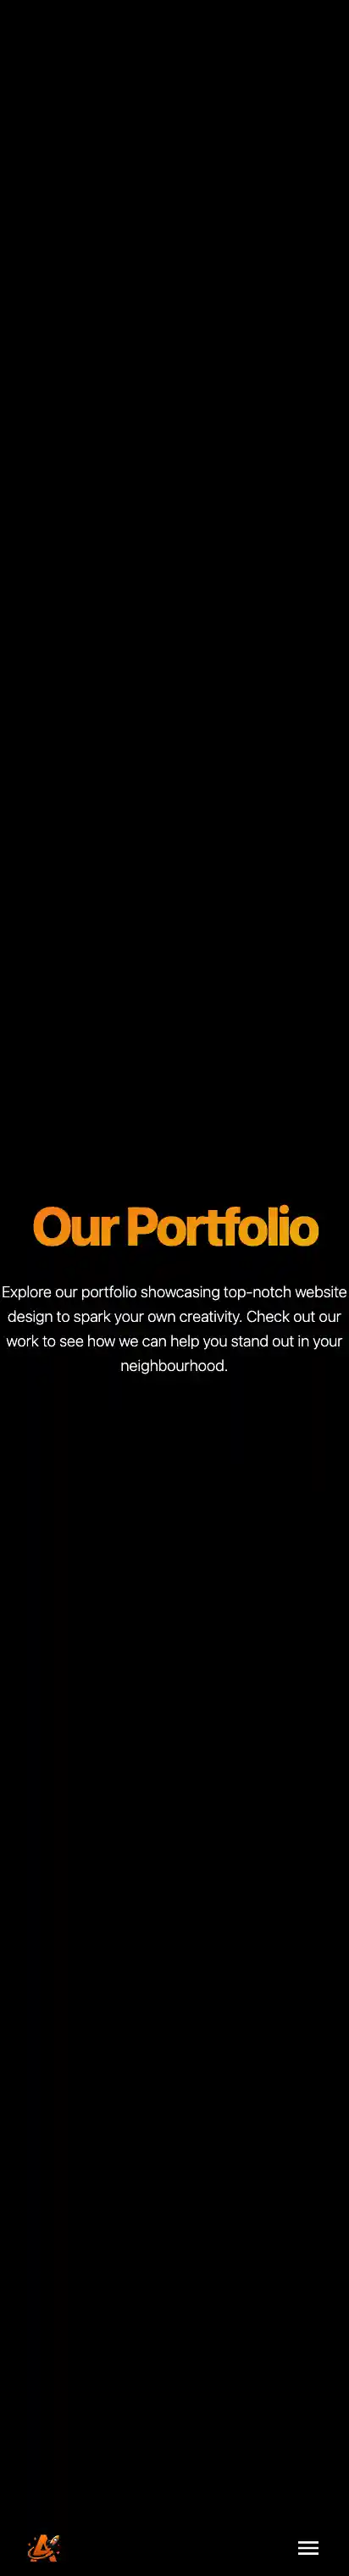 Our Portfolio
Explore our portfolio showcasing top-notch website
design to spark your own creativity. Check out our
work to see how we can help you stand out in your
neighbourhood.